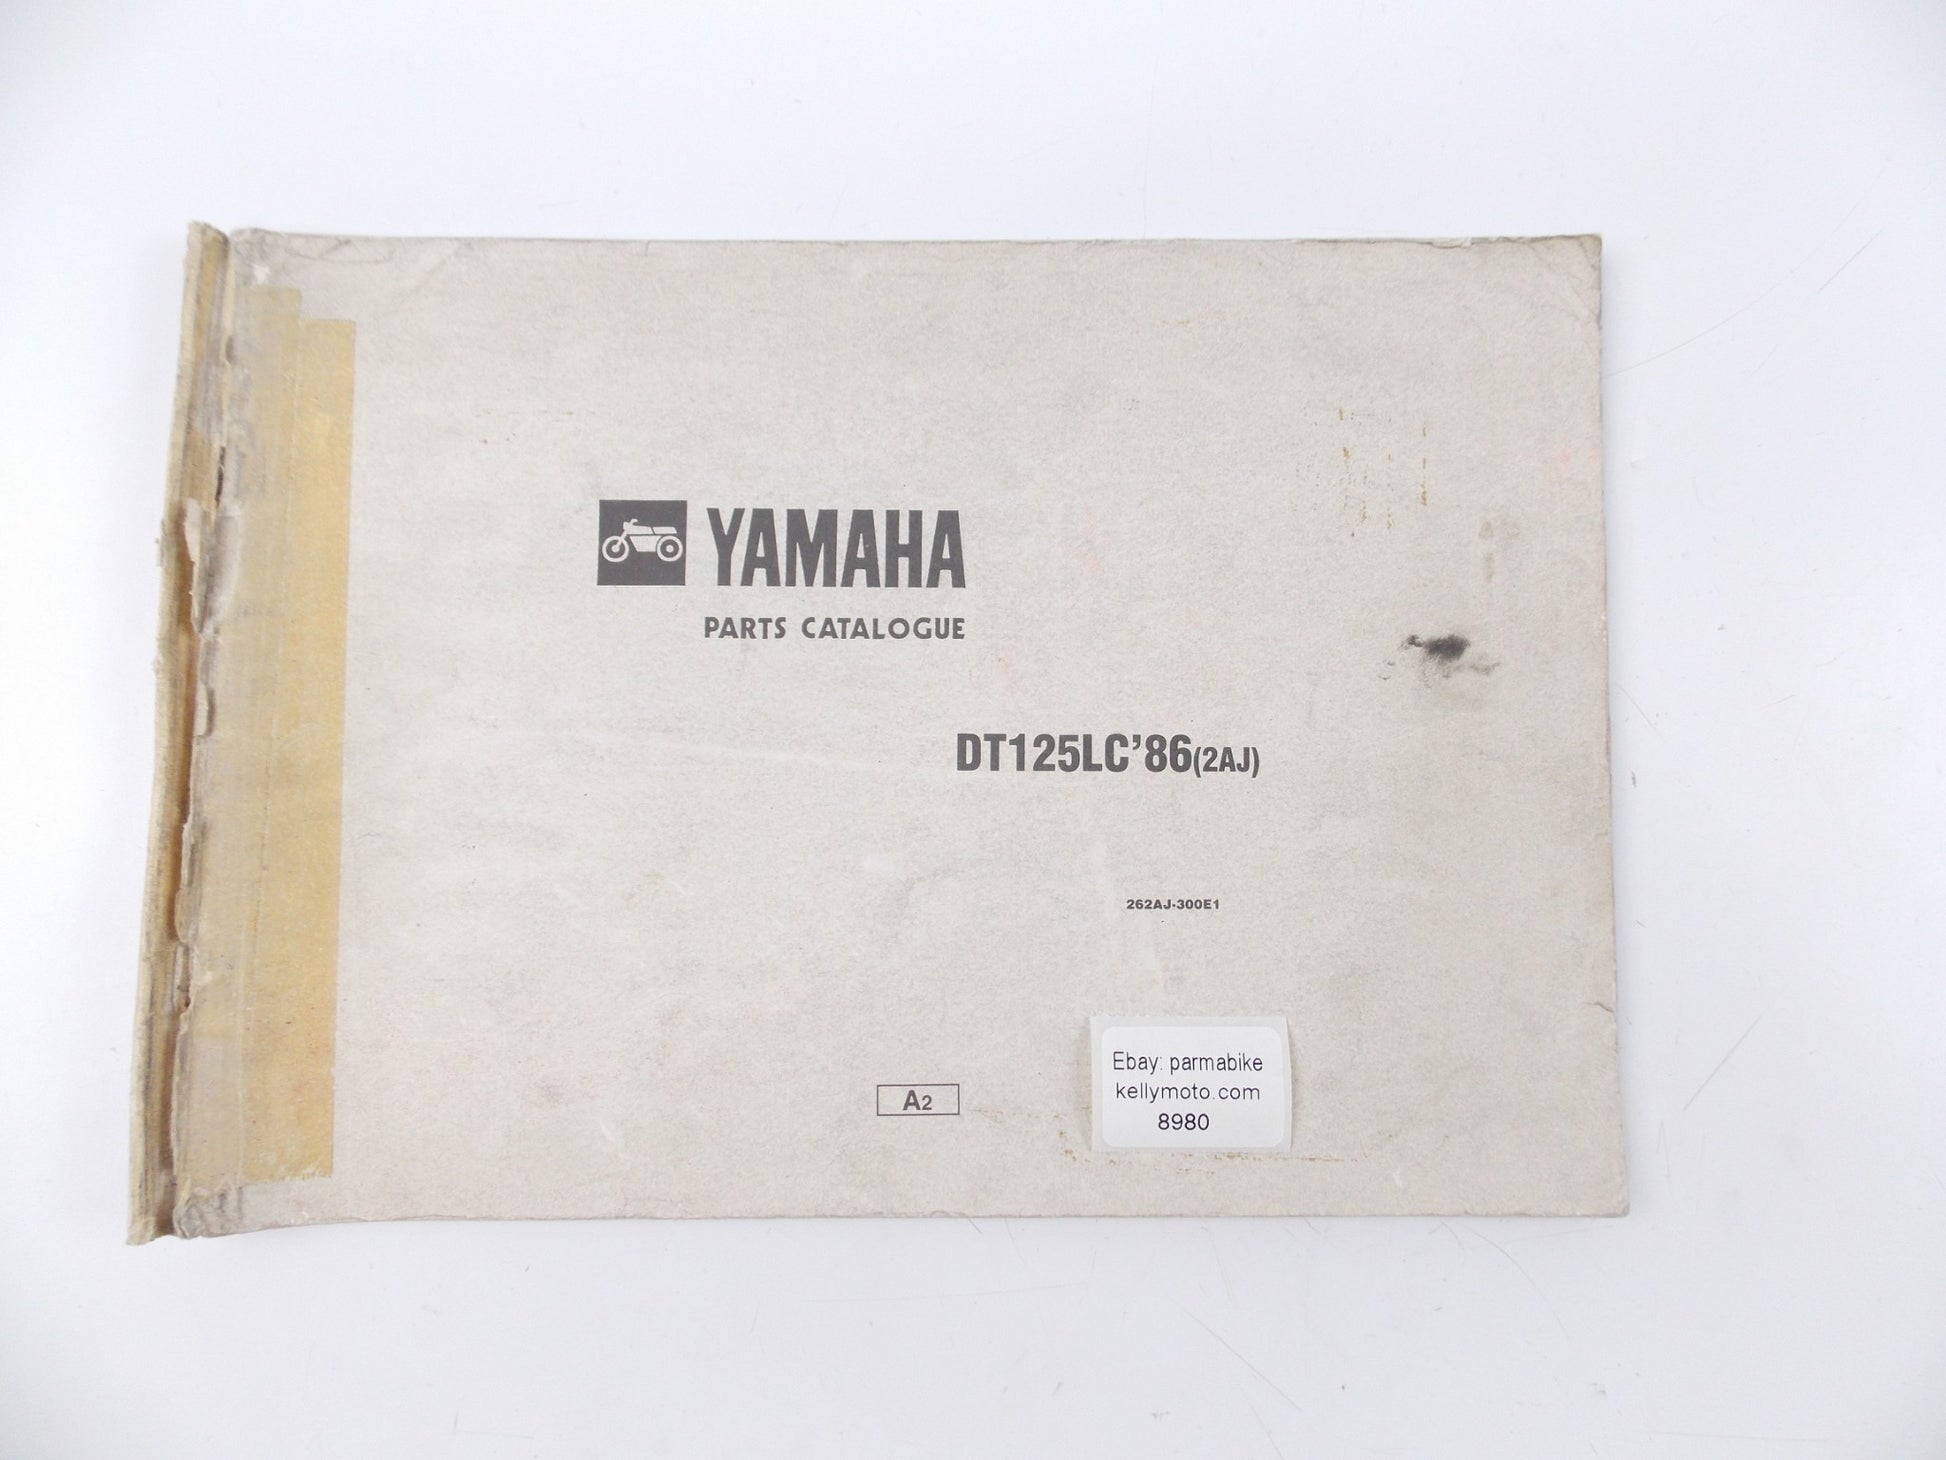 YAMAHA
PARTS CATALOGUE
DT125LC’86(2AJ)
262AJ-300E1
A2
Ebay: parmabike
kellymoto.com
8980